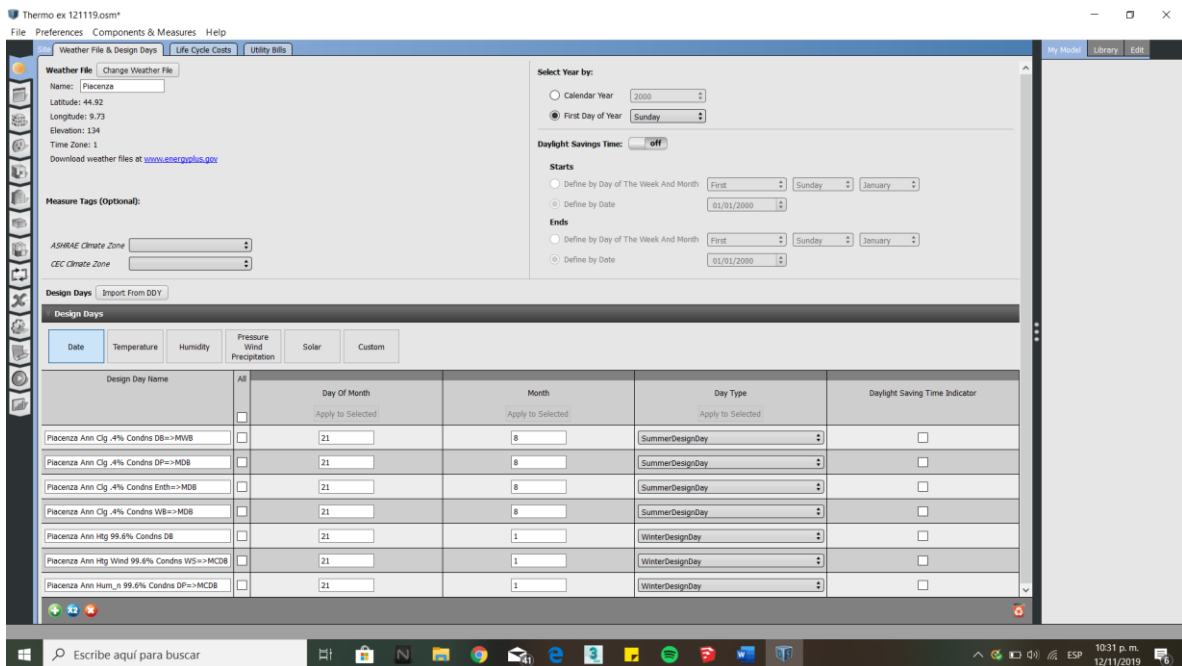 Thermo ex 121119.osm*
File Preferences Components & Measures Help
Site Weather File & Design Days Life Cycle Costs Utility Bills
My Model Library Edit
Weather File Change Weather File
Name: Piacenza
Latitude: 44.92
Longitude: 9.73
Elevation: 134
Time Zone: 1
Download weather files at www.energyplus.gov
Measure Tags (Optional):
ASHRAE Climate Zone
CEC Climate Zone
Select Year by:
Calendar Year 2000
First Day of Year Sunday
Daylight Savings Time: off
Starts
Define by Day of The Week And Month First Sunday January
Define by Date 01/01/2000
Ends
Define by Day of The Week And Month First Sunday January
Define by Date 01/01/2000
Design Days Import From DDY
Design Days
Date Temperature Humidity Pressure Wind Precipitation Solar Custom
Design Day Name All Day Of Month Month Day Type Daylight Saving Time Indicator
Apply to Selected Apply to Selected Apply to Selected
Piacenza Ann Clg .4% Condns DB=>MWB 21 8 SummerDesignDay
Piacenza Ann Clg .4% Condns DP=>MDB 21 8 SummerDesignDay
Piacenza Ann Clg .4% Condns Enth=>MDB 21 8 SummerDesignDay
Piacenza Ann Clg .4% Condns WB=>MDB 21 8 SummerDesignDay
Piacenza Ann Htg 99.6% Condns DB 21 1 WinterDesignDay
Piacenza Ann Htg Wind 99.6% Condns WS=>MCDB 21 1 WinterDesignDay
Piacenza Ann Hum_n 99.6% Condns DP=>MCDB 21 1 WinterDesignDay
x2
Escribe aquí para buscar
41
ESP
10:31 p. m.
12/11/2019
6